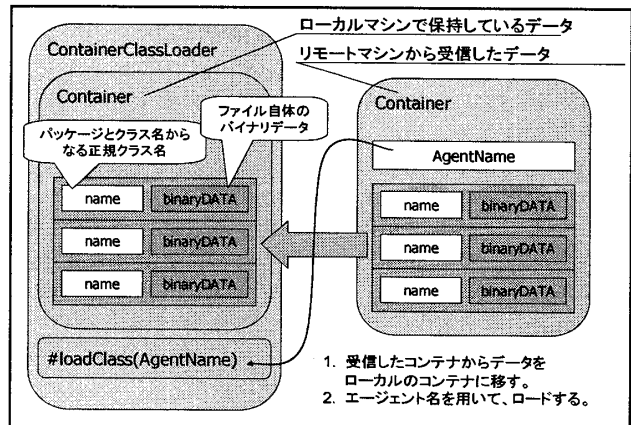 ローカルマシンで保持しているデータ
リモートマシンから受信したデータ
ContainerClassLoader
Container
パッケージとクラス名から
なる正規クラス名
ファイル自体の
バイナリデータ
name binaryDATA
name binaryDATA
name binaryDATA
#loadClass(AgentName)
Container
AgentName
name binaryDATA
name binaryDATA
name binaryDATA
1. 受信したコンテナからデータを
ローカルのコンテナに移す。
2. エージェント名を用いて、ロードする。